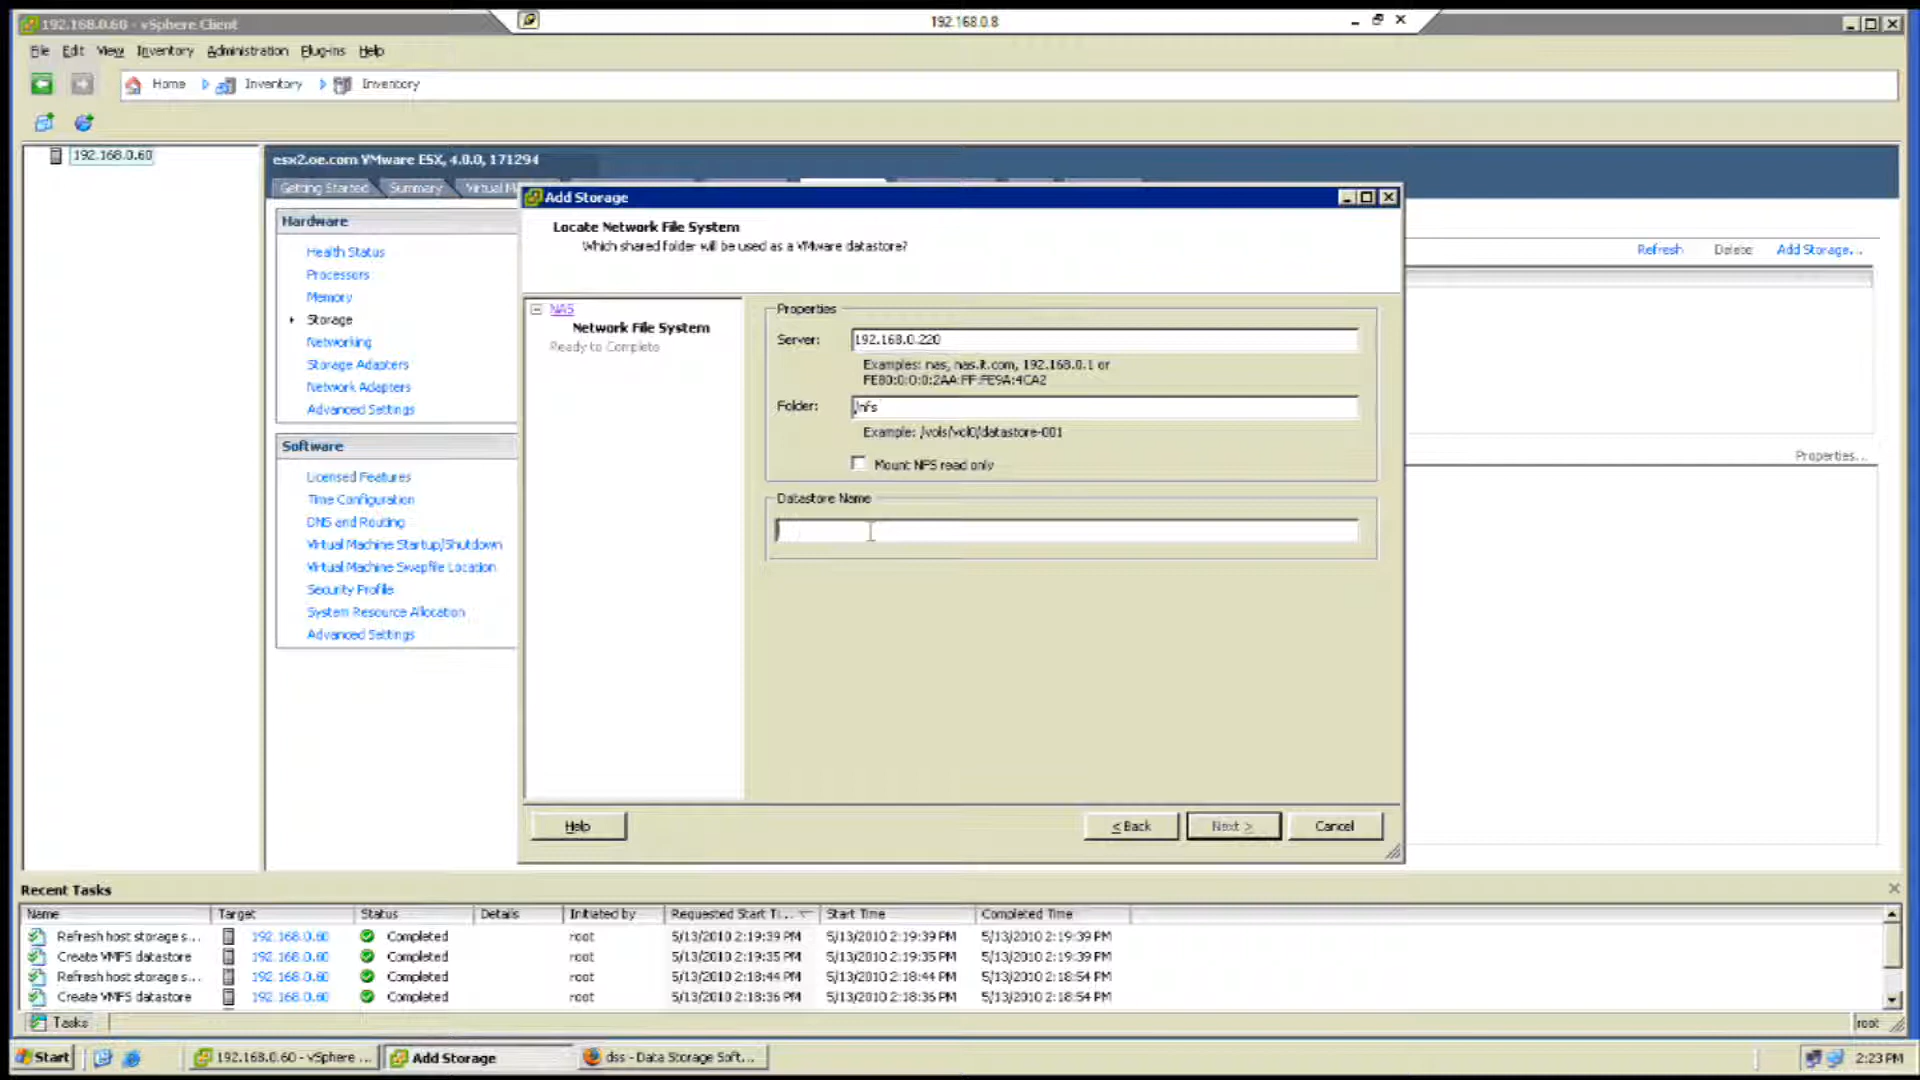 192.168.0.60 - vSphere Client
192.168.0.8
File Edit View Inventory Administration Plug-ins Help
Home Inventory Inventory
192.168.0.60
esx2.oe.com VMware ESX, 4.0.0, 171294
Getting Started Summary Virtual M
Hardware
Health Status
Processors
Memory
Storage
Networking
Storage Adapters
Network Adapters
Advanced Settings
Software
Licensed Features
Time Configuration
DNS and Routing
Virtual Machine Startup/Shutdown
Virtual Machine Swapfile Location
Security Profile
System Resource Allocation
Advanced Settings
Refresh Delete Add Storage...
Properties...
Add Storage
Locate Network File System
Which shared folder will be used as a VMware datastore?
NAS
Network File System
Ready to Complete
Properties
Server: 192.168.0.220
Examples: nas, nas.it.com, 192.168.0.1 or
FE80:0:0:0:2AA:FF:FE9A:4CA2
Folder: /nfs
Example: /vols/vol0/datastore-001
Mount NFS read only
Datastore Name
Help < Back Next > Cancel
Recent Tasks
Name Target Status Details Initiated by Requested Start Ti... Start Time Completed Time
Refresh host storage s... 192.168.0.60 Completed root 5/13/2010 2:19:39 PM 5/13/2010 2:19:39 PM 5/13/2010 2:19:39 PM
Create VMFS datastore 192.168.0.60 Completed root 5/13/2010 2:19:35 PM 5/13/2010 2:19:35 PM 5/13/2010 2:19:39 PM
Refresh host storage s... 192.168.0.60 Completed root 5/13/2010 2:18:44 PM 5/13/2010 2:18:44 PM 5/13/2010 2:18:54 PM
Create VMFS datastore 192.168.0.60 Completed root 5/13/2010 2:18:36 PM 5/13/2010 2:18:36 PM 5/13/2010 2:18:54 PM
Tasks root
Start 192.168.0.60 - vSphere ... Add Storage dss - Data Storage Soft... 2:23 PM